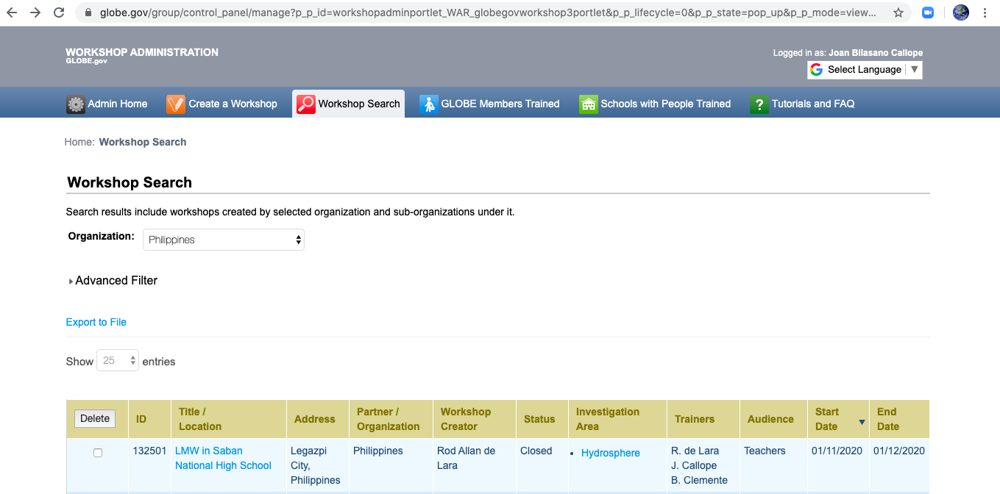 globe.gov/group/control_panel/manage?p_p_id=workshopadminportlet_WAR_globegovworkshop3portlet&p_p_lifecycle=0&p_p_state=pop_up&p_p_mode=view...
WORKSHOP ADMINISTRATION
GLOBE.gov
Logged in as: Joan Bilasano Callope
G Select Language ▼
Admin Home Create a Workshop Workshop Search GLOBE Members Trained Schools with People Trained ? Tutorials and FAQ
Home: Workshop Search
Workshop Search
Search results include workshops created by selected organization and sub-organizations under it.
Organization: Philippines
Advanced Filter
Export to File
Show 25 entries
Delete
ID
Title /
Location
Address
Partner /
Organization
Workshop
Creator
Status
Investigation
Area
Trainers
Audience
Start
Date
End
Date
132501
LMW in Saban
National High School
Legazpi
City,
Philippines
Philippines
Rod Allan de
Lara
Closed
• Hydrosphere
R. de Lara
J. Callope
B. Clemente
Teachers
01/11/2020
01/12/2020